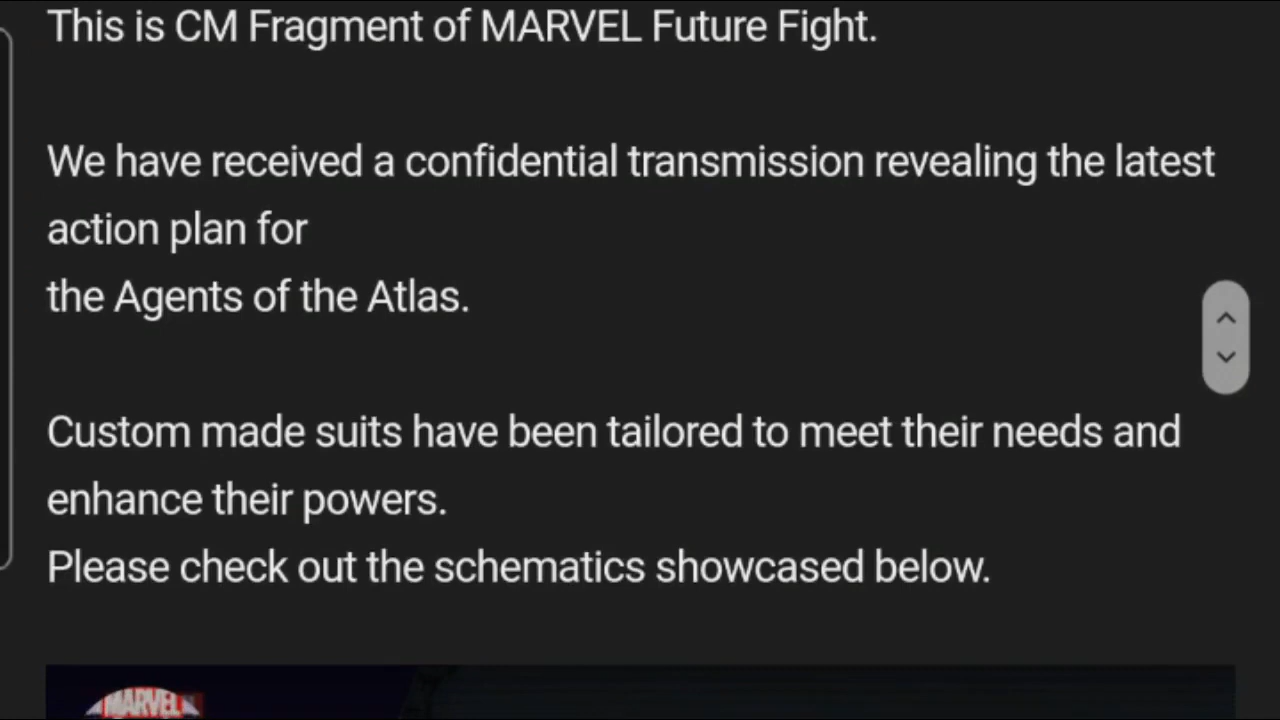 This is CM Fragment of MARVEL Future Fight.
We have received a confidential transmission revealing the latest
action plan for
the Agents of the Atlas.
Custom made suits have been tailored to meet their needs and
enhance their powers.
Please check out the schematics showcased below.
MARVEL